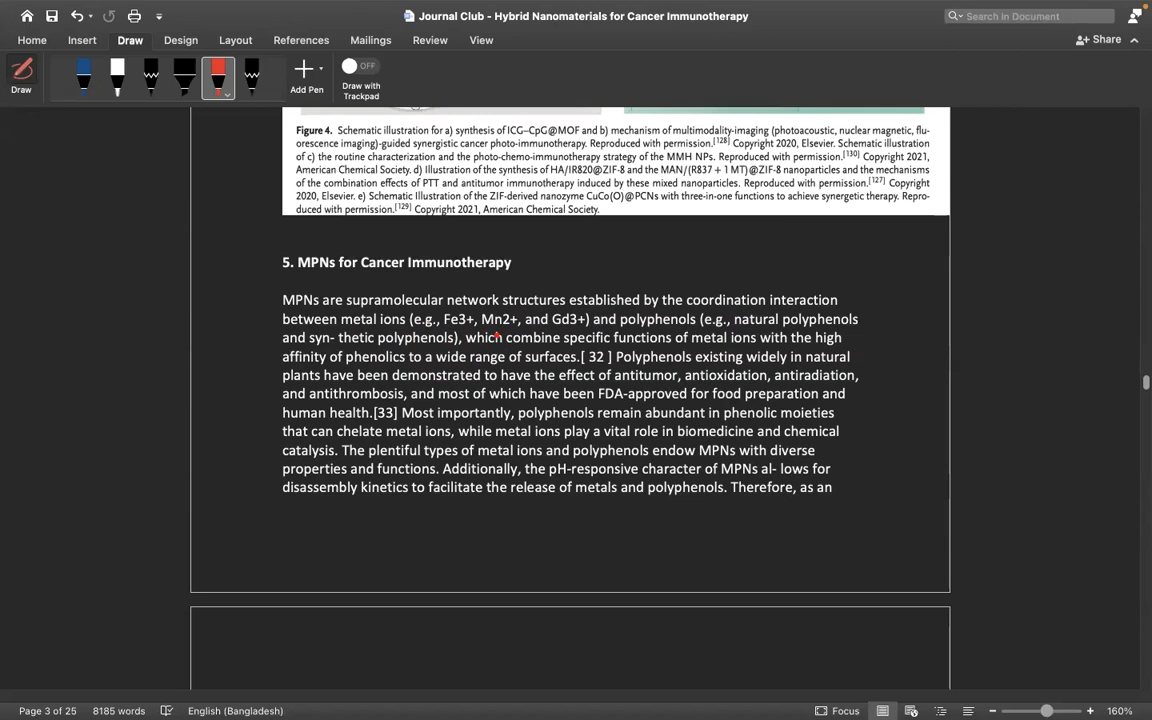 Journal Club - Hybrid Nanomaterials for Cancer Immunotherapy
Search in Document
Home Insert Draw Design Layout References Mailings Review View
Share
Draw
Add Pen
OFF
Draw with
Trackpad
Figure 4. Schematic illustration for a) synthesis of ICG–CpG@MOF and b) mechanism of multimodality-imaging (photoacoustic, nuclear magnetic, flu-
orescence imaging)-guided synergistic cancer photo-immunotherapy. Reproduced with permission.[128] Copyright 2020, Elsevier. Schematic illustration
of c) the routine characterization and the photo-chemo-immunotherapy strategy of the MMH NPs. Reproduced with permission.[130] Copyright 2021,
American Chemical Society. d) Illustration of the synthesis of HA/IR820@ZIF-8 and the MAN/(R837 + 1 MT)@ZIF-8 nanoparticles and the mechanisms
of the combination effects of PTT and antitumor immunotherapy induced by these mixed nanoparticles. Reproduced with permission.[127] Copyright
2020, Elsevier. e) Schematic Illustration of the ZIF-derived nanozyme CuCo(O)@PCNs with three-in-one functions to achieve synergetic therapy. Repro-
duced with permission.[129] Copyright 2021, American Chemical Society.
5. MPNs for Cancer Immunotherapy
MPNs are supramolecular network structures established by the coordination interaction
between metal ions (e.g., Fe3+, Mn2+, and Gd3+) and polyphenols (e.g., natural polyphenols
and syn- thetic polyphenols), which combine specific functions of metal ions with the high
affinity of phenolics to a wide range of surfaces.[ 32 ] Polyphenols existing widely in natural
plants have been demonstrated to have the effect of antitumor, antioxidation, antiradiation,
and antithrombosis, and most of which have been FDA-approved for food preparation and
human health.[33] Most importantly, polyphenols remain abundant in phenolic moieties
that can chelate metal ions, while metal ions play a vital role in biomedicine and chemical
catalysis. The plentiful types of metal ions and polyphenols endow MPNs with diverse
properties and functions. Additionally, the pH-responsive character of MPNs al- lows for
disassembly kinetics to facilitate the release of metals and polyphenols. Therefore, as an
Page 3 of 25 8185 words English (Bangladesh) Focus 160%